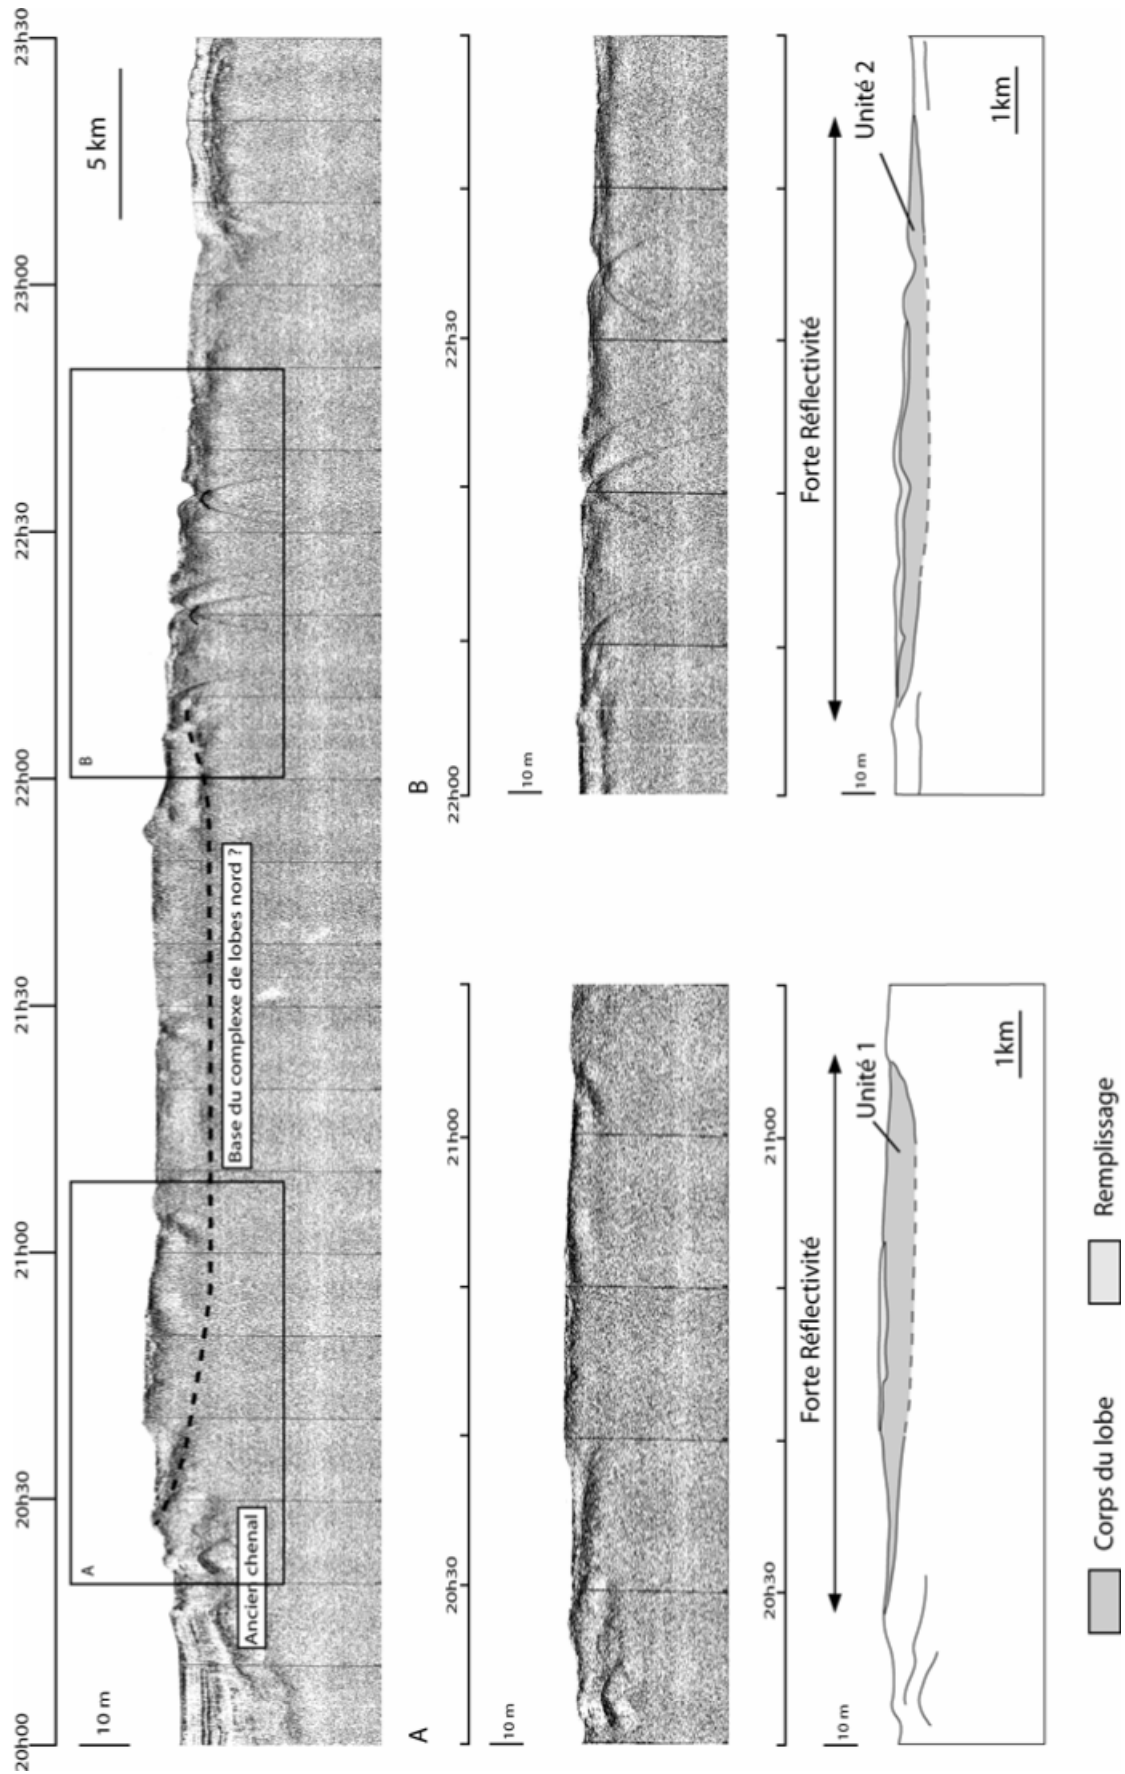 20h00
20h30
21h00
21h30
22h00
22h30
23h00
23h30
10 m
5 km
A
B
Ancien chenal
Base du complexe de lobes nord ?
A
20h30
21h00
10 m
B
22h00
22h30
10 m
20h30
21h00
Forte Réflectivité
Unité 1
10 m
1km
Forte Réflectivité
Unité 2
10 m
1km
Corps du lobe
Remplissage